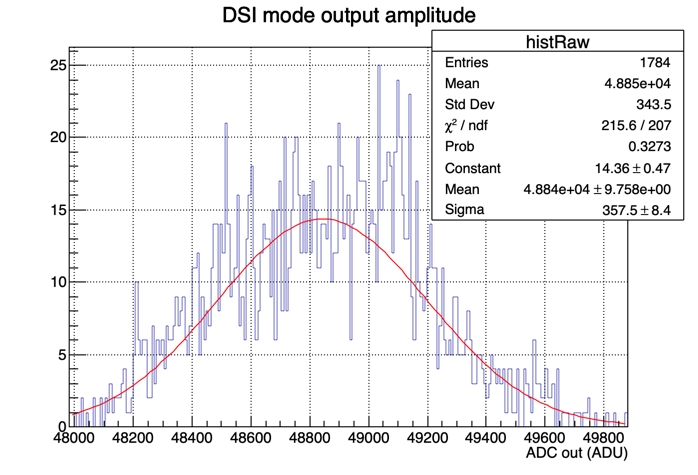 DSI mode output amplitude
histRaw
Entries 1784
Mean 4.885e+04
Std Dev 343.5
χ² / ndf 215.6 / 207
Prob 0.3273
Constant 14.36 ± 0.47
Mean 4.884e+04 ± 9.758e+00
Sigma 357.5 ± 8.4
25
20
15
10
5
0
48000 48200 48400 48600 48800 49000 49200 49400 49600 49800
ADC out (ADU)